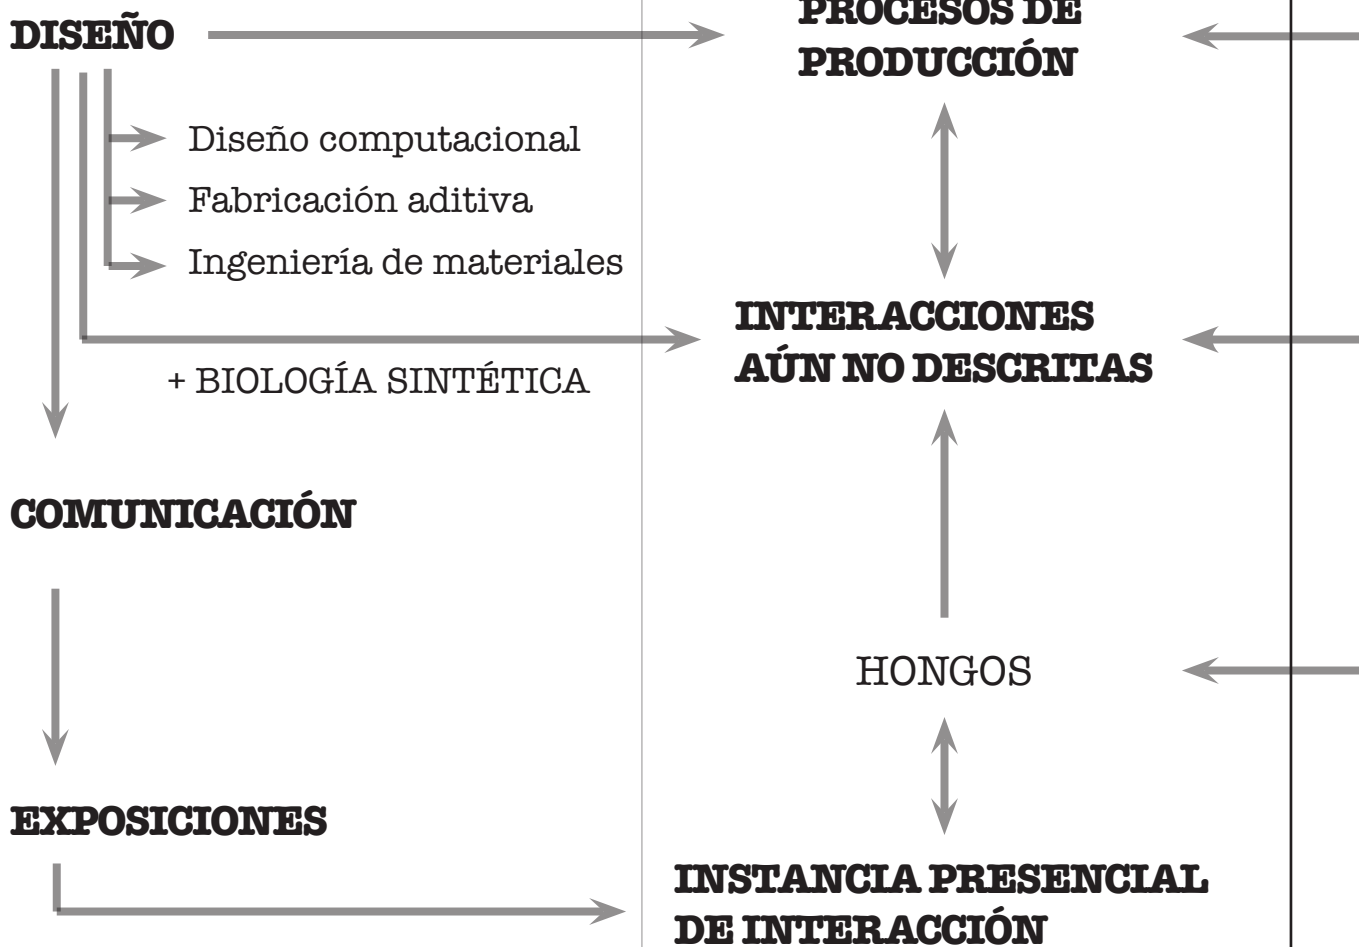 DISEÑO
Diseño computacional
Fabricación aditiva
Ingeniería de materiales
+ BIOLOGÍA SINTÉTICA
COMUNICACIÓN
EXPOSICIONES
PROCESOS DE
PRODUCCIÓN
INTERACCIONES
AÚN NO DESCRITAS
HONGOS
INSTANCIA PRESENCIAL
DE INTERACCIÓN